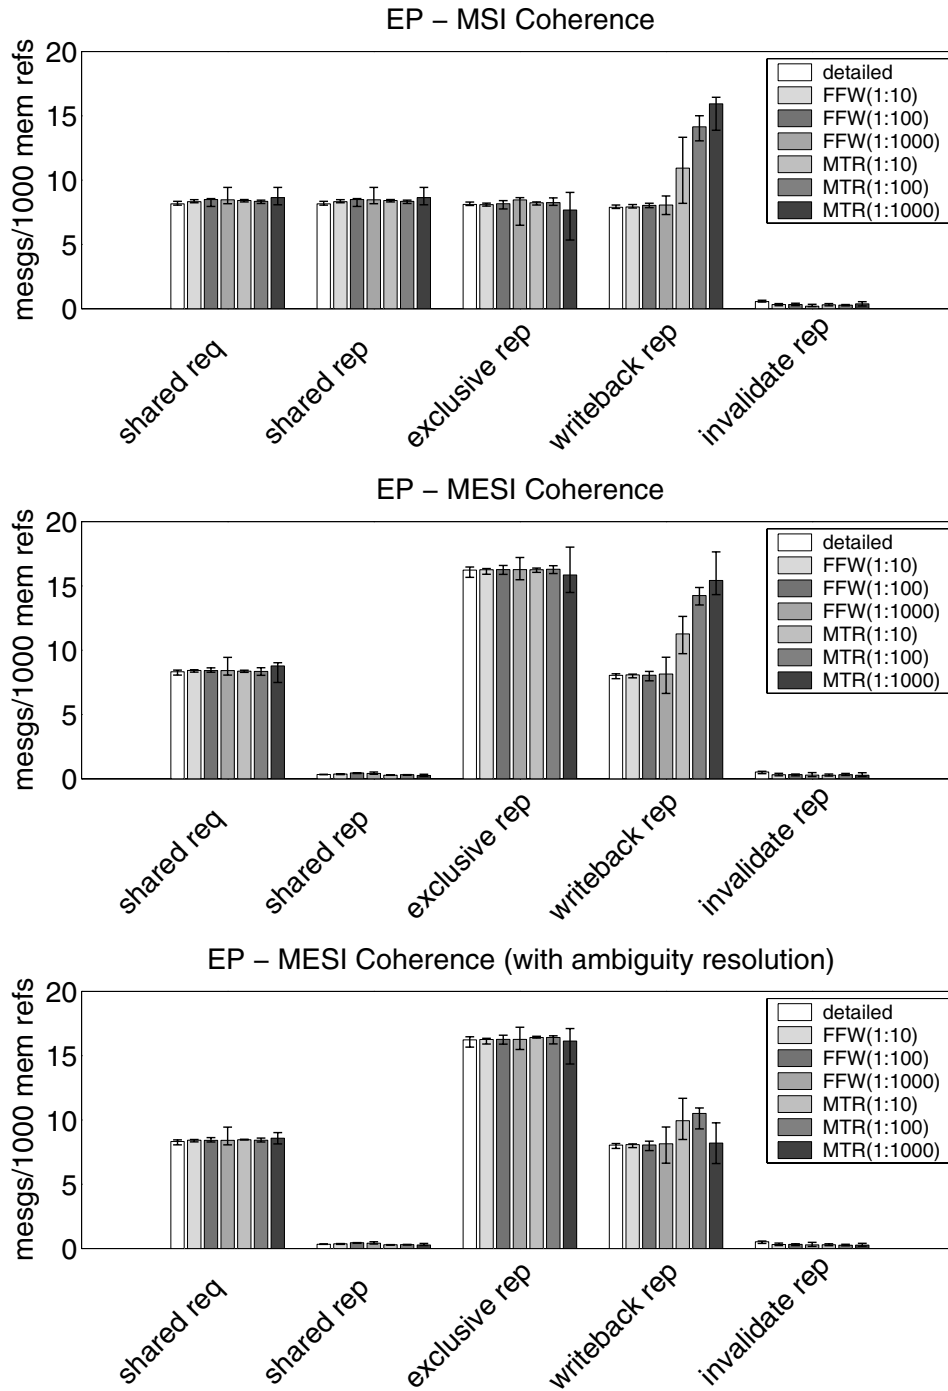 EP – MSI Coherence
mesgs/1000 mem refs
20
15
10
5
0
detailed
FFW(1:10)
FFW(1:100)
FFW(1:1000)
MTR(1:10)
MTR(1:100)
MTR(1:1000)
shared req
shared rep
exclusive rep
writeback rep
invalidate rep
EP – MESI Coherence
mesgs/1000 mem refs
20
15
10
5
0
detailed
FFW(1:10)
FFW(1:100)
FFW(1:1000)
MTR(1:10)
MTR(1:100)
MTR(1:1000)
shared req
shared rep
exclusive rep
writeback rep
invalidate rep
EP – MESI Coherence (with ambiguity resolution)
mesgs/1000 mem refs
20
15
10
5
0
detailed
FFW(1:10)
FFW(1:100)
FFW(1:1000)
MTR(1:10)
MTR(1:100)
MTR(1:1000)
shared req
shared rep
exclusive rep
writeback rep
invalidate rep